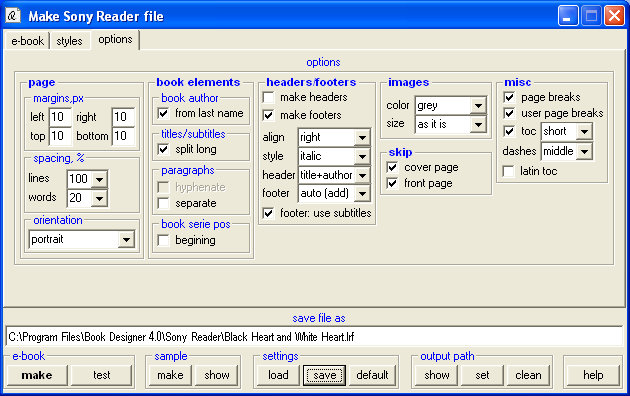 Make Sony Reader file
e-book styles options
options
page
margins,px
left 10 right 10
top 10 bottom 10
spacing, %
lines 100
words 20
orientation
portrait
book elements
book author
from last name
titles/subtitles
split long
paragraphs
hyphenate
separate
book serie pos
begining
headers/footers
make headers
make footers
align right
style italic
header title+author
footer auto (add)
footer: use subtitles
images
color grey
size as it is
skip
cover page
front page
misc
page breaks
user page breaks
toc short
dashes middle
latin toc
save file as
C:\Program Files\Book Designer 4.0\Sony Reader\Black Heart and White Heart.lrf
e-book
make test
sample
make show
settings
load save default
output path
show set clean
help